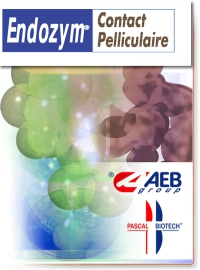 Endozym®
Contact
Pelliculaire
® AEB
group
PASCAL BIOTECH®